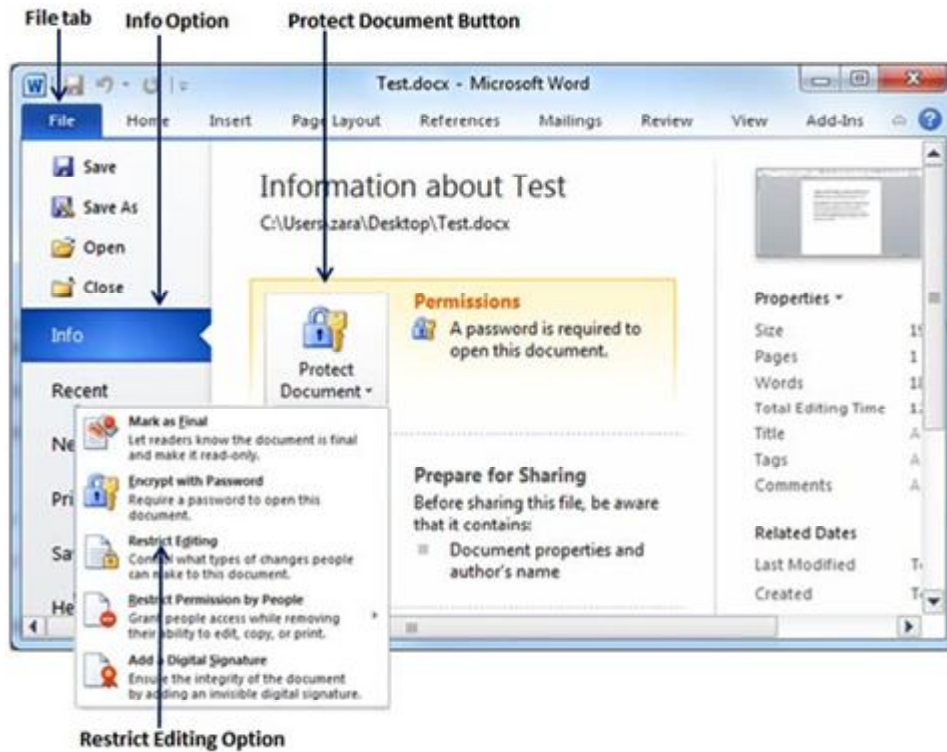 File tab Info Option Protect Document Button
Test.docx - Microsoft Word
File Home Insert Page Layout References Mailings Review View Add-Ins
Save
Save As
Open
Close
Info
Recent
Information about Test
C:\Users\zara\Desktop\Test.docx
Protect
Document
Permissions
A password is required to
open this document.
Prepare for Sharing
Before sharing this file, be aware
that it contains:
Document properties and
author's name
Properties
Size
Pages 1
Words
Total Editing Time
Title
Tags
Comments
Related Dates
Last Modified
Created
Mark as Final
Let readers know the document is final
and make it read-only.
Encrypt with Password
Require a password to open this
document.
Restrict Editing
Control what types of changes people
can make to this document.
Restrict Permission by People
Grant people access while removing
their ability to edit, copy, or print.
Add a Digital Signature
Ensure the integrity of the document
by adding an invisible digital signature.
Restrict Editing Option